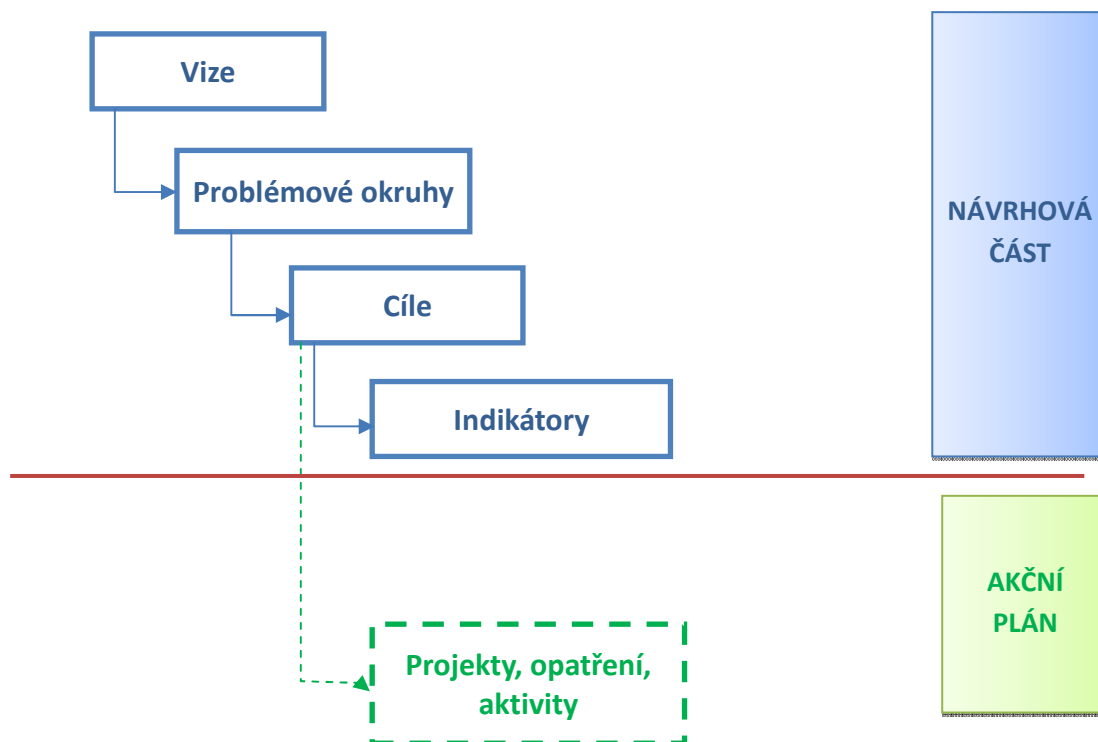 Vize
Problémové okruhy
NÁVRHOVÁ
ČÁST
Cíle
Indikátory
AKČNÍ
PLÁN
Projekty, opatření,
aktivity